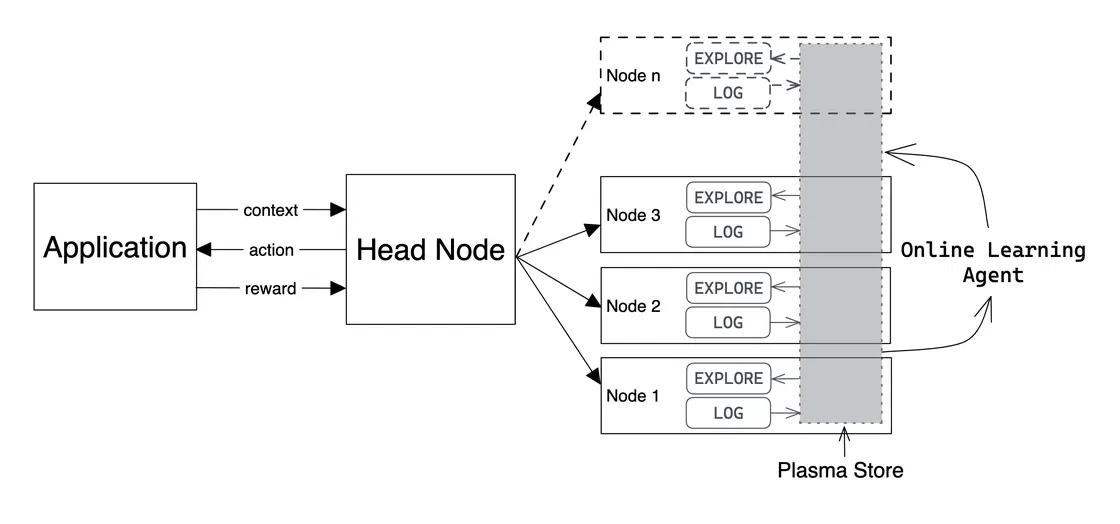 Application
context
action
reward
Head Node
Node n
EXPLORE
LOG
Node 3
EXPLORE
LOG
Node 2
EXPLORE
LOG
Node 1
EXPLORE
LOG
Online Learning
Agent
Plasma Store